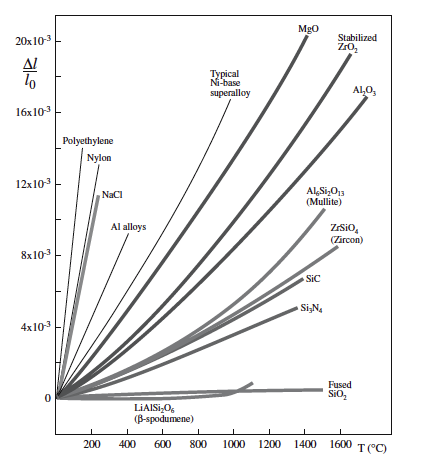 MgO
20x10⁻³
Stabilized
ZrO₂
Δl
l₀
Typical
Ni-base
superalloy
Al₂O₃
16x10⁻³
Polyethylene
Nylon
12x10⁻³
NaCl
Al₆Si₂O₁₃
(Mullite)
Al alloys
ZrSiO₄
(Zircon)
8x10⁻³
SiC
Si₃N₄
4x10⁻³
Fused
SiO₂
0
LiAlSi₂O₆
(β-spodumene)
200 400 600 800 1000 1200 1400 1600 T (°C)